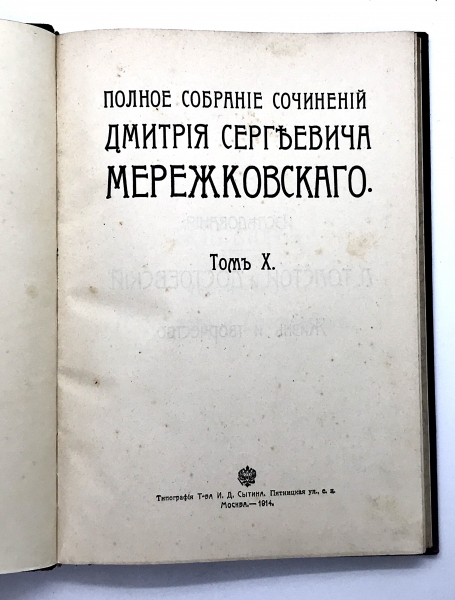 ПОЛНОЕ СОБРАНІЕ СОЧИНЕНІЙ
ДМИТРІЯ СЕРГѢЕВИЧА
МЕРЕЖКОВСКАГО.
Томъ X.
Типографія Т-ва И. Д. Сытина. Пятницкая ул., с. д.
Москва.—1914.